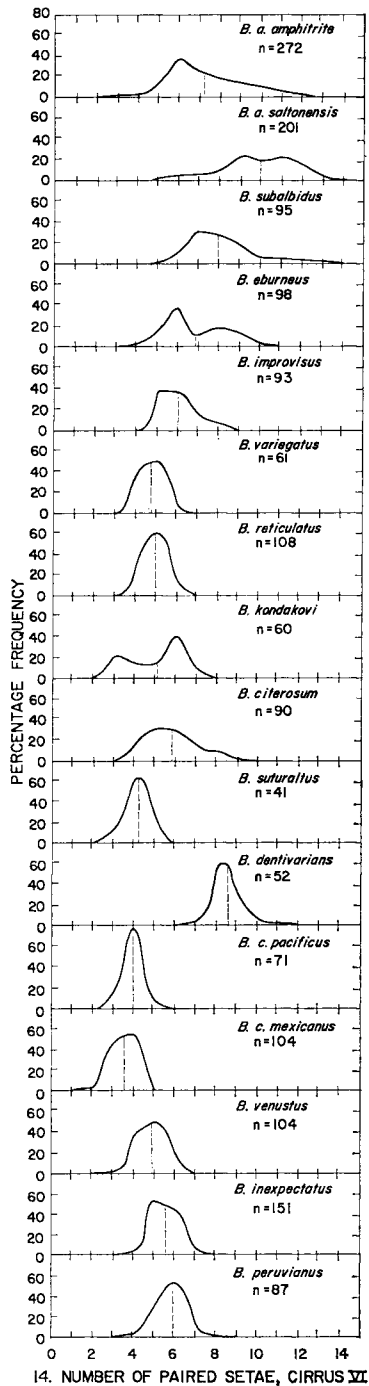 80
60
40
20
0
B. a. amphitrite
n=272
60
40
20
0
B. a. saltonensis
n=201
60
40
20
0
B. subalbidus
n=95
60
40
20
0
B. eburneus
n=98
60
40
20
0
B. improvisus
n=93
60
40
20
0
B. variegatus
n=61
60
40
20
0
B. reticulatus
n=108
60
40
20
0
B. kondakovi
n=60
60
40
20
0
B. citerosum
n=90
60
40
20
0
B. suturaltus
n=41
60
40
20
0
B. dentivarians
n=52
60
40
20
0
B. c. pacificus
n=71
60
40
20
0
B. c. mexicanus
n=104
60
40
20
0
B. venustus
n=104
60
40
20
0
B. inexpectatus
n=151
60
40
20
0
B. peruvianus
n=87
PERCENTAGE FREQUENCY
0 2 4 6 8 10 12 14
14. NUMBER OF PAIRED SETAE, CIRRUS VI